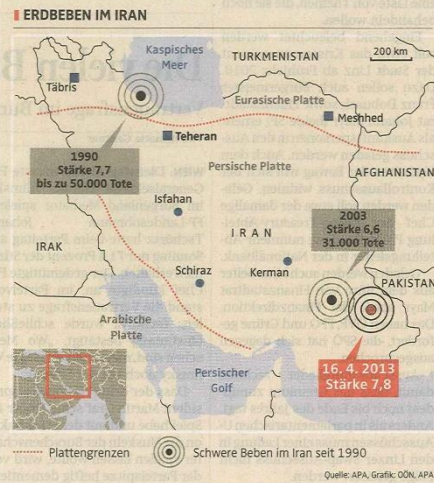 ERDBEBEN IM IRAN
Kaspisches
Meer
TURKMENISTAN
200 km
Täbris
Eurasische Platte
Meshhed
Teheran
1990
Stärke 7,7
bis zu 50.000 Tote
Persische Platte
AFGHANISTAN
Isfahan
2003
Stärke 6,6
31.000 Tote
IRAK
IRAN
Schiraz
Kerman
PAKISTAN
Arabische
Platte
Persischer
Golf
16. 4. 2013
Stärke 7,8
Plattengrenzen
Schwere Beben im Iran seit 1990
Quelle: APA, Grafik: OÖN, APA